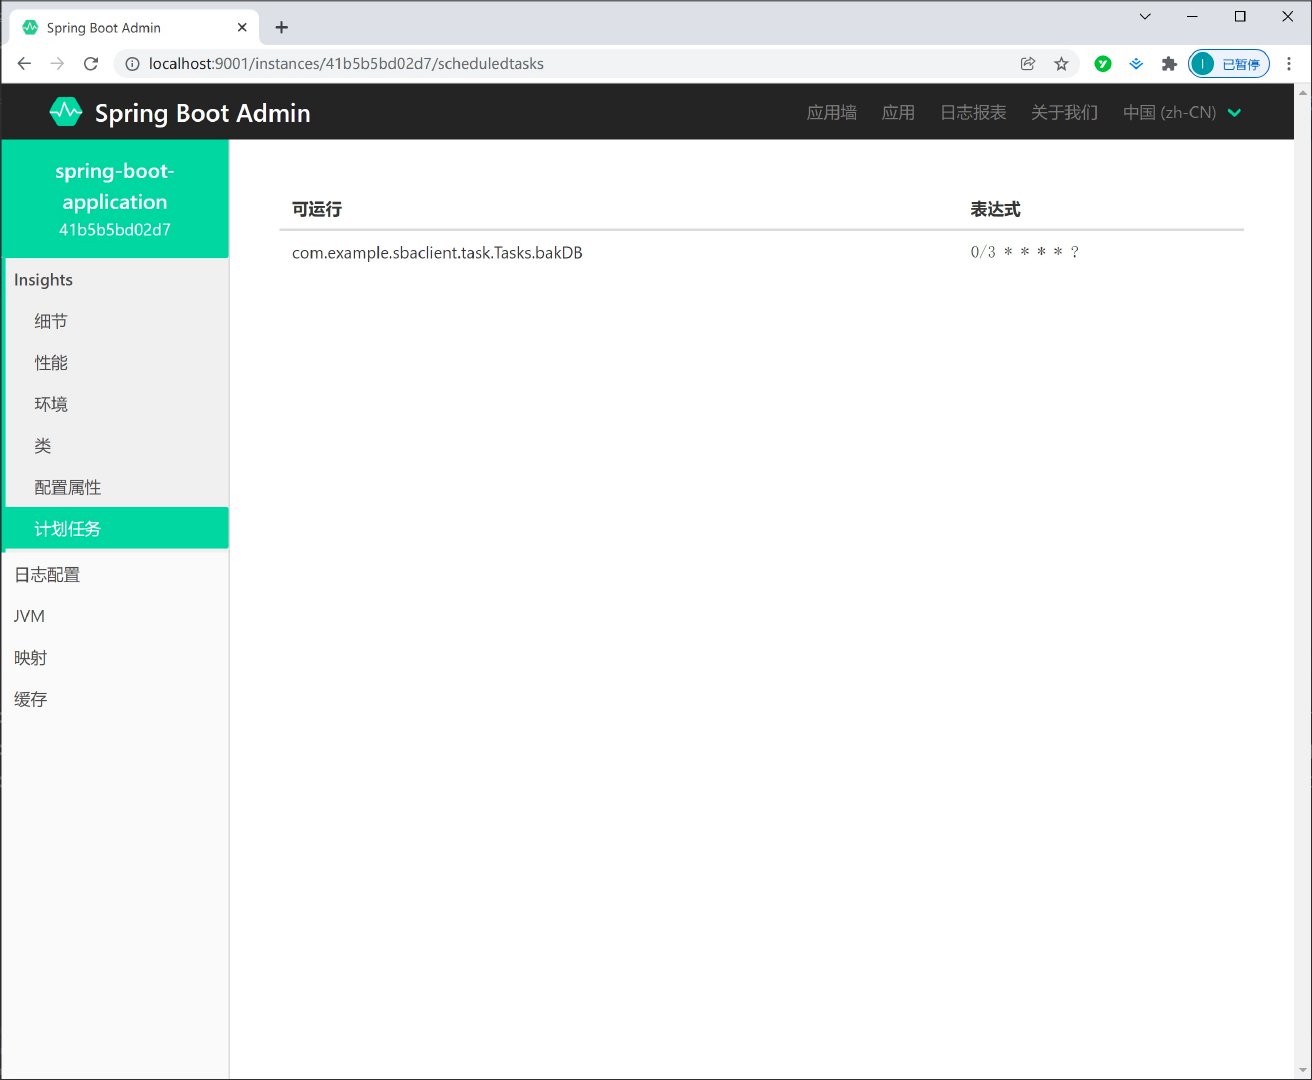 Spring Boot Admin
localhost:9001/instances/41b5b5bd02d7/scheduledtasks
已暂停
Spring Boot Admin
应用墙 应用 日志报表 关于我们 中国 (zh-CN)
spring-boot-
application
41b5b5bd02d7
Insights
细节
性能
环境
类
配置属性
计划任务
日志配置
JVM
映射
缓存
可运行 表达式
com.example.sbaclient.task.Tasks.bakDB 0/3 * * * * ?